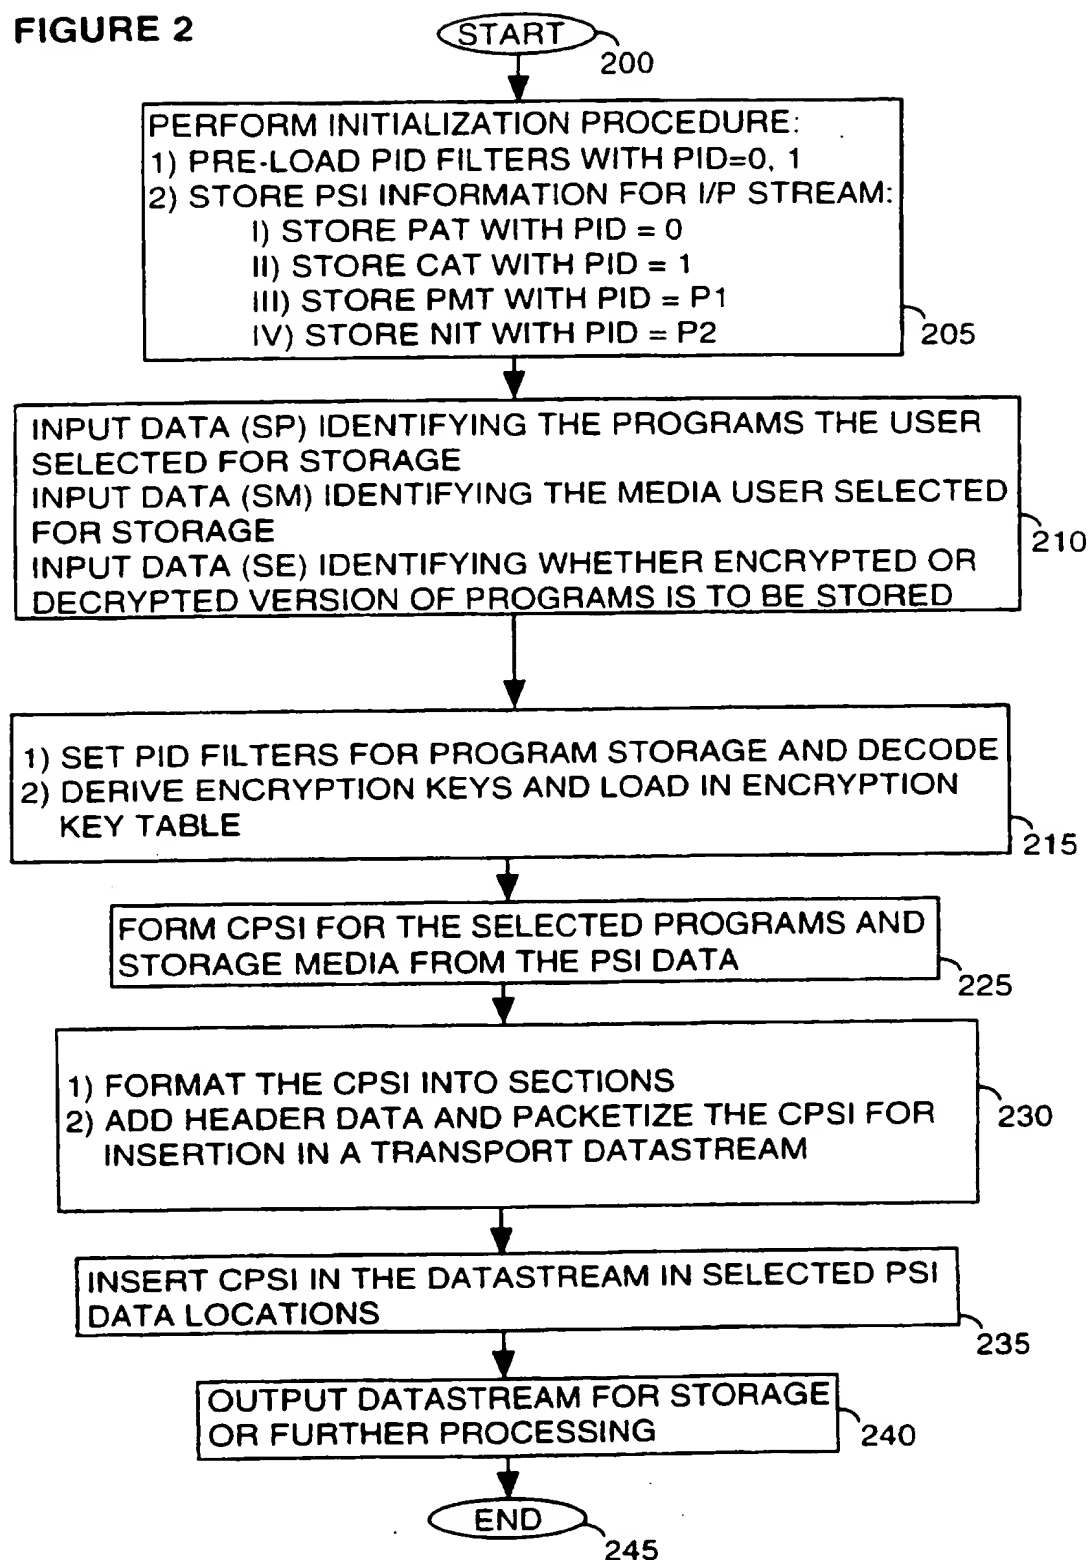 FIGURE 2
START
200
PERFORM INITIALIZATION PROCEDURE:
1) PRE-LOAD PID FILTERS WITH PID=0, 1
2) STORE PSI INFORMATION FOR I/P STREAM:
I) STORE PAT WITH PID = 0
II) STORE CAT WITH PID = 1
III) STORE PMT WITH PID = P1
IV) STORE NIT WITH PID = P2
205
INPUT DATA (SP) IDENTIFYING THE PROGRAMS THE USER
SELECTED FOR STORAGE
INPUT DATA (SM) IDENTIFYING THE MEDIA USER SELECTED
FOR STORAGE
INPUT DATA (SE) IDENTIFYING WHETHER ENCRYPTED OR
DECRYPTED VERSION OF PROGRAMS IS TO BE STORED
210
1) SET PID FILTERS FOR PROGRAM STORAGE AND DECODE
2) DERIVE ENCRYPTION KEYS AND LOAD IN ENCRYPTION
KEY TABLE
215
FORM CPSI FOR THE SELECTED PROGRAMS AND
STORAGE MEDIA FROM THE PSI DATA
225
1) FORMAT THE CPSI INTO SECTIONS
2) ADD HEADER DATA AND PACKETIZE THE CPSI FOR
INSERTION IN A TRANSPORT DATASTREAM
230
INSERT CPSI IN THE DATASTREAM IN SELECTED PSI
DATA LOCATIONS
235
OUTPUT DATASTREAM FOR STORAGE
OR FURTHER PROCESSING
240
END
245